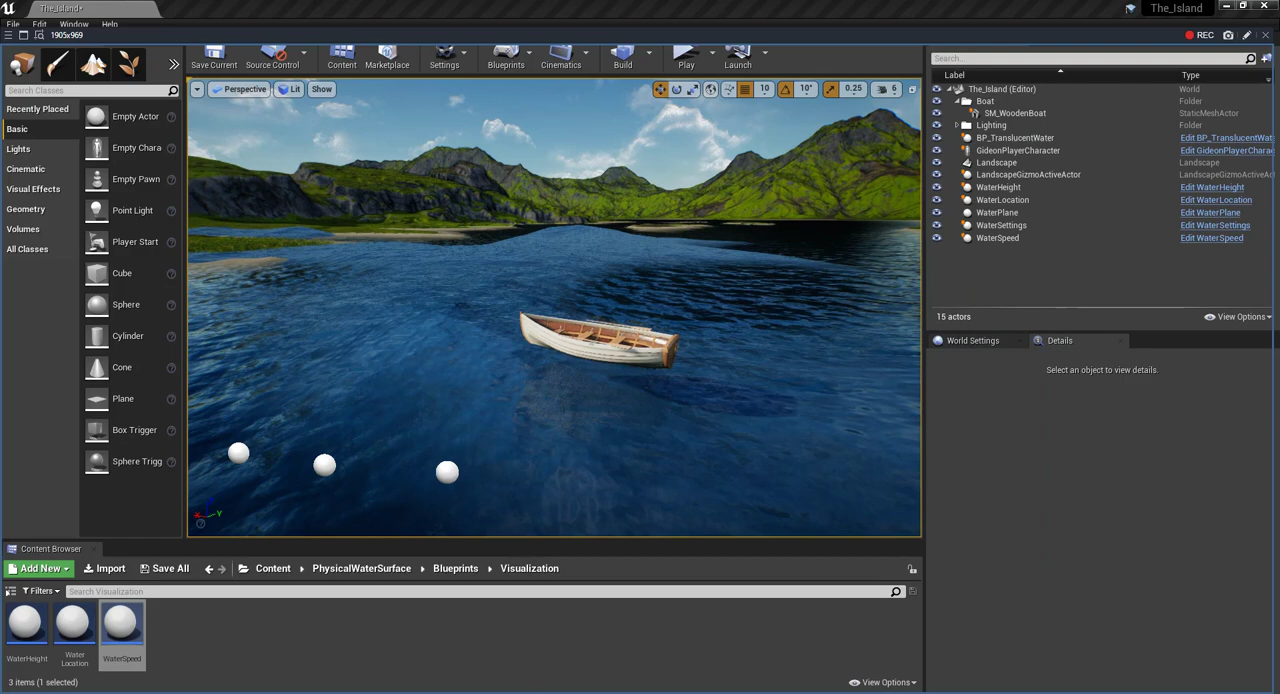 The_Island*
The_Island
File Edit Window Help
1905x969
REC
Save Current
Source Control
Content
Marketplace
Settings
Blueprints
Cinematics
Build
Play
Launch
Search Classes
Recently Placed
Basic
Lights
Cinematic
Visual Effects
Geometry
Volumes
All Classes
Empty Actor
Empty Chara
Empty Pawn
Point Light
Player Start
Cube
Sphere
Cylinder
Cone
Plane
Box Trigger
Sphere Trigg
Perspective
Lit
Show
10
10°
0.25
6
X
Y
Search...
Label Type
The_Island (Editor) World
Boat Folder
SM_WoodenBoat StaticMeshActor
Lighting Folder
BP_TranslucentWater Edit BP_TranslucentWat
GideonPlayerCharacter Edit GideonPlayerCharac
Landscape Landscape
LandscapeGizmoActiveActor LandscapeGizmoActiveA
WaterHeight Edit WaterHeight
WaterLocation Edit WaterLocation
WaterPlane Edit WaterPlane
WaterSettings Edit WaterSettings
WaterSpeed Edit WaterSpeed
15 actors
View Options
World Settings
Details
Select an object to view details.
Content Browser
Add New
Import
Save All
Content
PhysicalWaterSurface
Blueprints
Visualization
Filters
Search Visualization
WaterHeight
Water
Location
WaterSpeed
3 items (1 selected)
View Options